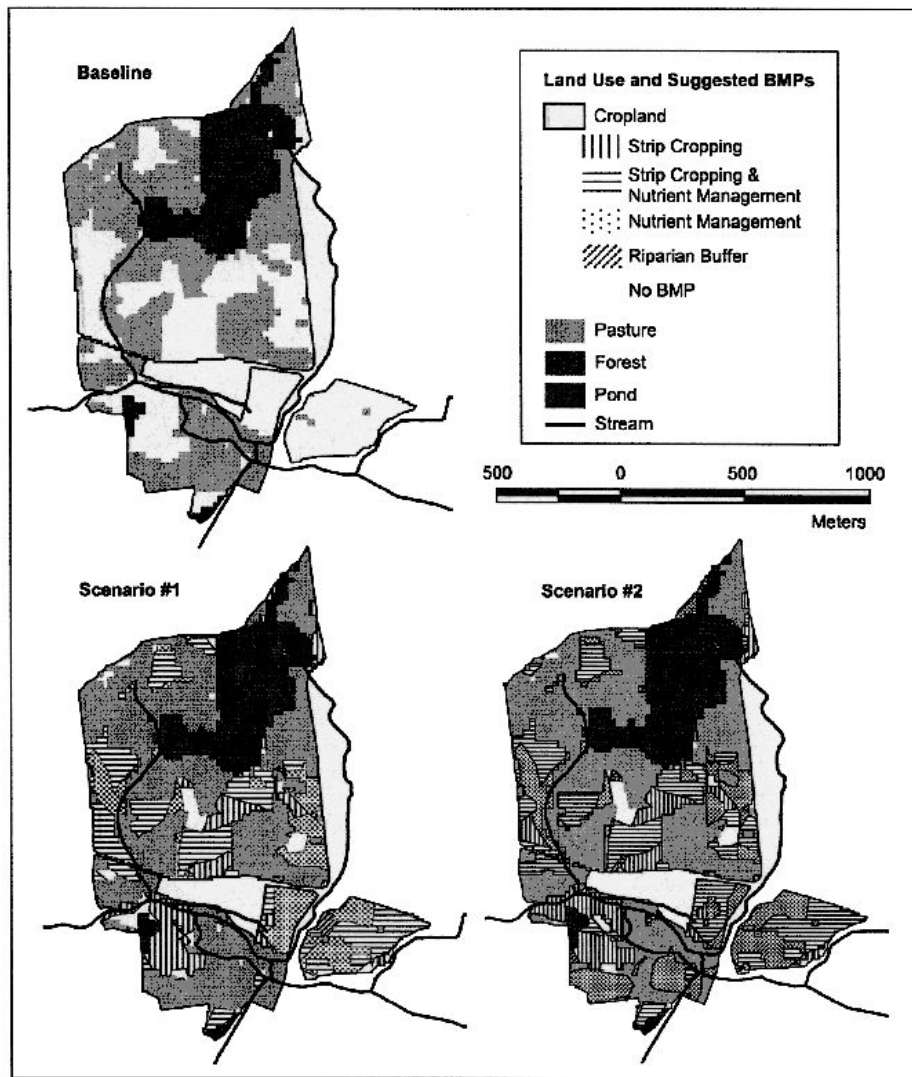 Baseline
Land Use and Suggested BMPs
Cropland
Strip Cropping
Strip Cropping &
Nutrient Management
Nutrient Management
Riparian Buffer
No BMP
Pasture
Forest
Pond
Stream
500 0 500 1000
Meters
Scenario #1
Scenario #2